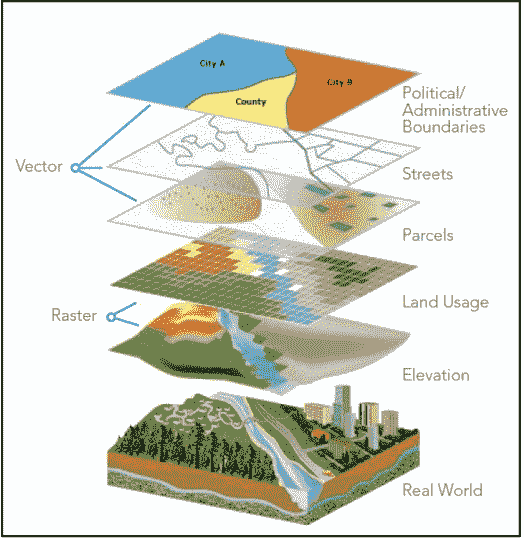 City A
City B
County
Political/
Administrative
Boundaries
Vector
Streets
Parcels
Land Usage
Raster
Elevation
Real World